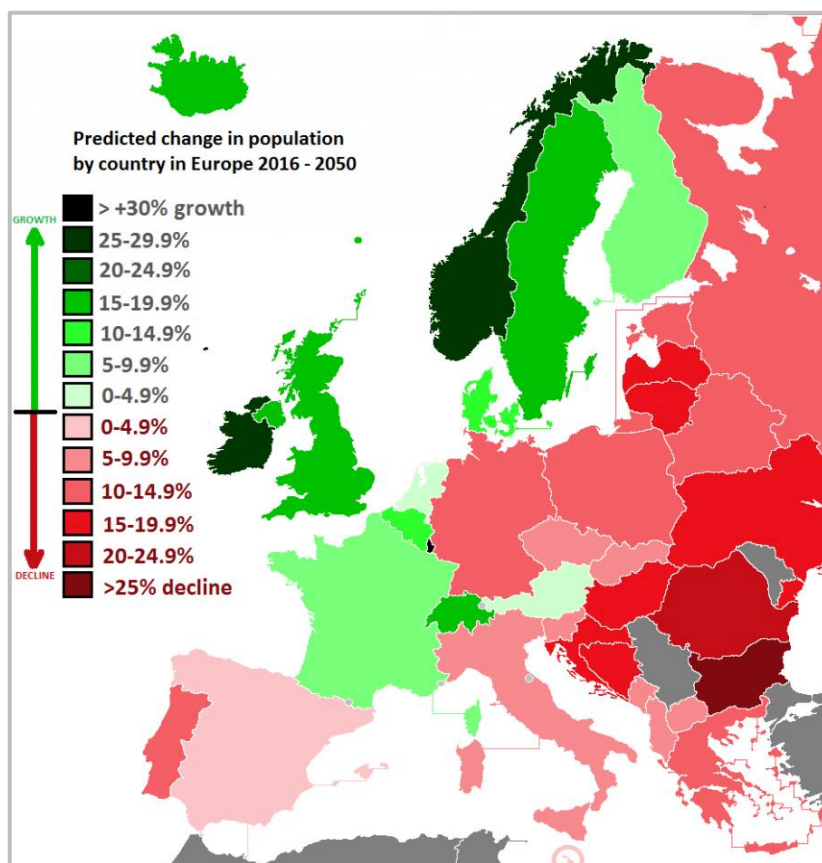 Predicted change in population
by country in Europe 2016 - 2050
GROWTH
> +30% growth
25-29.9%
20-24.9%
15-19.9%
10-14.9%
5-9.9%
0-4.9%
0-4.9%
5-9.9%
10-14.9%
15-19.9%
20-24.9%
>25% decline
DECLINE